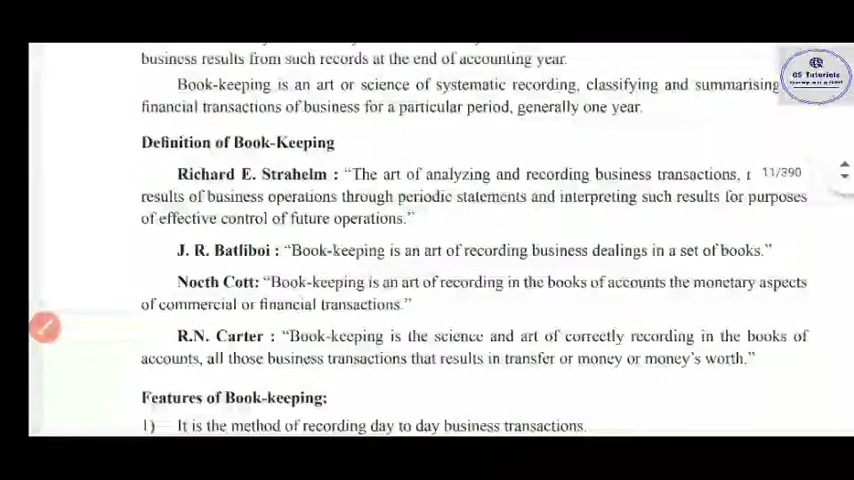 business results from such records at the end of accounting year.
Book-keeping is an art or science of systematic recording, classifying and summarising
financial transactions of business for a particular period, generally one year.
GS Tutorials
Definition of Book-Keeping
Richard E. Strahelm : “The art of analyzing and recording business transactions,
11/390
results of business operations through periodic statements and interpreting such results for purposes
of effective control of future operations.”
J. R. Batliboi : “Book-keeping is an art of recording business dealings in a set of books.”
Nocth Cott: “Book-keeping is an art of recording in the books of accounts the monetary aspects
of commercial or financial transactions.”
R.N. Carter : “Book-keeping is the science and art of correctly recording in the books of
accounts, all those business transactions that results in transfer or money or money’s worth.”
Features of Book-keeping:
1) It is the method of recording day to day business transactions.